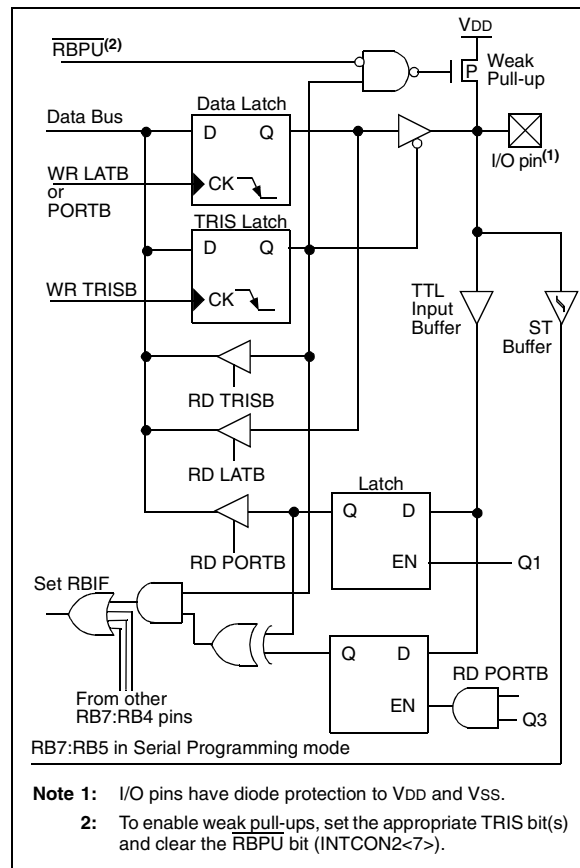 RBPU(2)
VDD
P
Weak
Pull-up
Data Bus
Data Latch
D Q
WR LATB
or
PORTB
CK
I/O pin(1)
TRIS Latch
D Q
WR TRISB
CK
TTL
Input
Buffer
ST
Buffer
RD TRISB
RD LATB
Latch
Q D
EN
Q1
RD PORTB
Set RBIF
Q D
EN
RD PORTB
Q3
From other
RB7:RB4 pins
RB7:RB5 in Serial Programming mode
Note 1: I/O pins have diode protection to VDD and VSS.
2: To enable weak pull-ups, set the appropriate TRIS bit(s)
and clear the RBPU bit (INTCON2<7>).